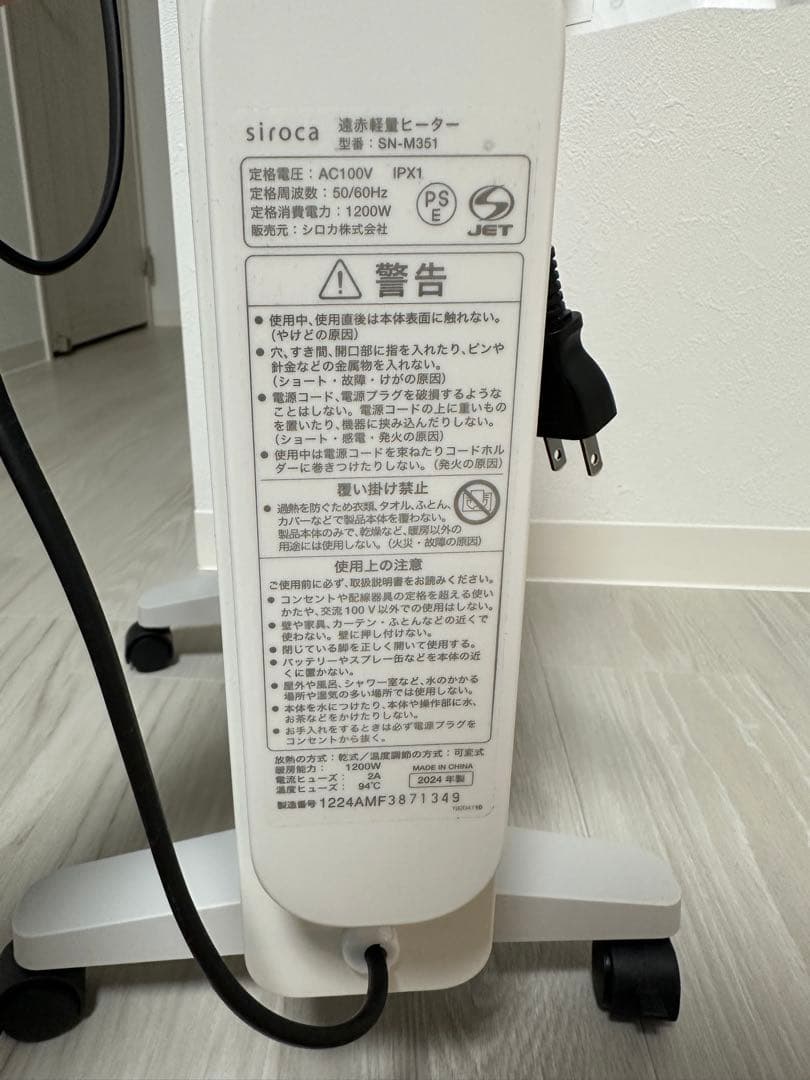 siroca 遠赤軽量ヒーター
型番：SN-M351
定格電圧：AC100V IPX1
定格周波数：50/60Hz
定格消費電力：1200W
販売元：シロカ株式会社
PS
E
JET
警告
● 使用中、使用直後は本体表面に触れない。
（やけどの原因）
● 穴、すき間、開口部に指を入れたり、ピンや
針金などの金属物を入れない。
（ショート・故障・けがの原因）
● 電源コード、電源プラグを破損するような
ことはしない。電源コードの上に重いもの
を置いたり、機器に挟み込んだりしない。
（ショート・感電・発火の原因）
● 使用中は電源コードを束ねたりコードホル
ダーに巻きつけたりしない。（発火の原因）
覆い掛け禁止
● 過熱を防ぐため衣類、タオル、ふとん、
カバーなどで製品本体を覆わない。
製品本体のみで、乾燥など、暖房以外の
用途には使用しない。（火災・故障の原因）
使用上の注意
ご使用前に必ず、取扱説明書をお読みください。
● コンセントや配線器具の定格を超える使い
かたや、交流100V以外での使用はしない。
● 壁や家具、カーテン・ふとんなどの近くで
使わない。壁に押し付けない。
● 閉じている脚を正しく開いて使用する。
● バッテリーやスプレー缶などを本体の近
くに置かない。
● 屋外や風呂、シャワー室など、水のかかる
場所や湿気の多い場所では使用しない。
● 本体を水につけたり、本体や操作部に水、
お茶などをかけたりしない。
● お手入れをするときは必ず電源プラグを
コンセントから抜く。
放熱の方式：乾式／温度調節の方式：可変式
暖房能力： 1200W MADE IN CHINA
電流ヒューズ： 2A 2024年製
温度ヒューズ： 94℃
製造番号 1224AMF3871349